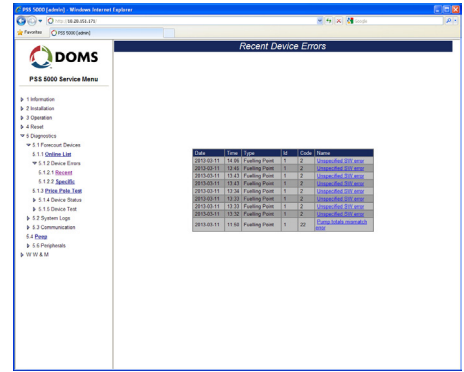 PSS 5000 [admin] - Windows Internet Explorer
http://10.28.351.171/
Google
Favorites
PSS 5000 [admin]
DOMS
PSS 5000 Service Menu
1 Information
2 Installation
3 Operation
4 Reset
5 Diagnostics
5.1 Forecourt Devices
5.1.1 Online List
5.1.2 Device Errors
5.1.2.1 Recent
5.1.2.2 Specific
5.1.3 Price Pole Test
5.1.4 Device Status
5.1.5 Device Test
5.2 System Logs
5.3 Communication
5.4 Peep
5.5 Peripherals
W W & M
Recent Device Errors
Date Time Type Id Code Name
2013-03-11 14:06 Fuelling Point 1 2 Unspecified SW error
2013-03-11 13:45 Fuelling Point 1 2 Unspecified SW error
2013-03-11 13:43 Fuelling Point 1 2 Unspecified SW error
2013-03-11 13:43 Fuelling Point 1 2 Unspecified SW error
2013-03-11 13:34 Fuelling Point 1 2 Unspecified SW error
2013-03-11 13:33 Fuelling Point 1 2 Unspecified SW error
2013-03-11 13:33 Fuelling Point 1 2 Unspecified SW error
2013-03-11 13:32 Fuelling Point 1 2 Unspecified SW error
2013-03-11 11:50 Fuelling Point 1 22 Pump totals mismatch
error